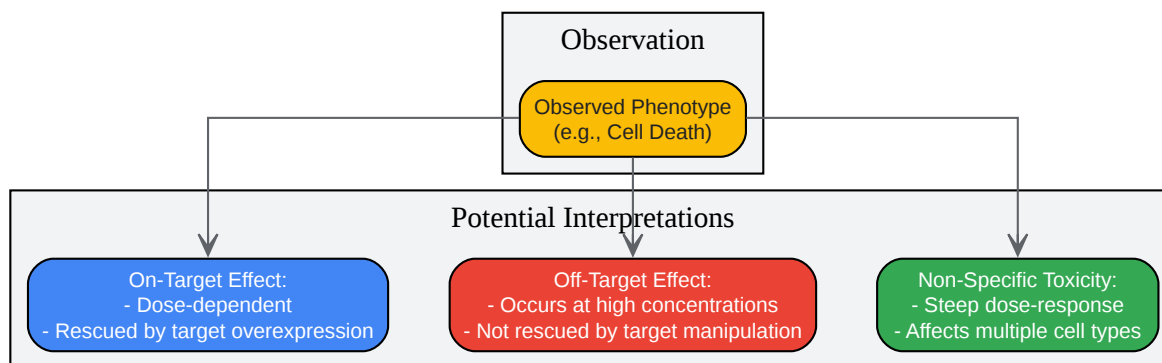 Observation
Observed Phenotype
(e.g., Cell Death)
Potential Interpretations
On-Target Effect:
- Dose-dependent
- Rescued by target overexpression
Off-Target Effect:
- Occurs at high concentrations
- Not rescued by target manipulation
Non-Specific Toxicity:
- Steep dose-response
- Affects multiple cell types